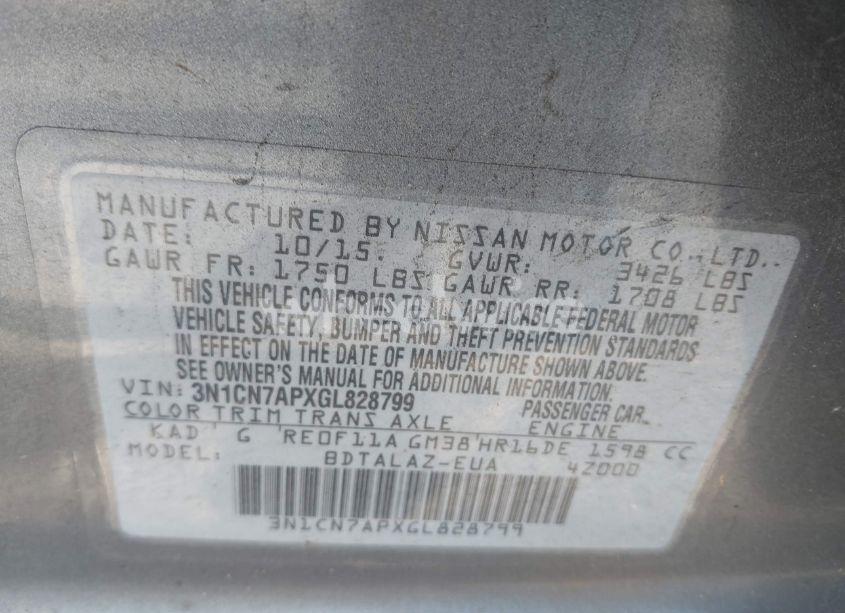 MANUFACTURED BY NISSAN MOTOR CO.,LTD.
DATE: 10/15. GVWR: 3426 LBS
GAWR FR: 1750 LBS GAWR RR: 1708 LBS
THIS VEHICLE CONFORMS TO ALL APPLICABLE FEDERAL MOTOR
VEHICLE SAFETY, BUMPER AND THEFT PREVENTION STANDARDS
IN EFFECT ON THE DATE OF MANUFACTURE SHOWN ABOVE.
SEE OWNER'S MANUAL FOR ADDITIONAL INFORMATION.
VIN: 3N1CN7APXGL828799 PASSENGER CAR
COLOR TRIM TRANS AXLE ENGINE
KAD G RE0F11A GM38 HR16DE 1598 CC
MODEL: BDTALAZ-EUA 4Z000
3N1CN7APXGL828799